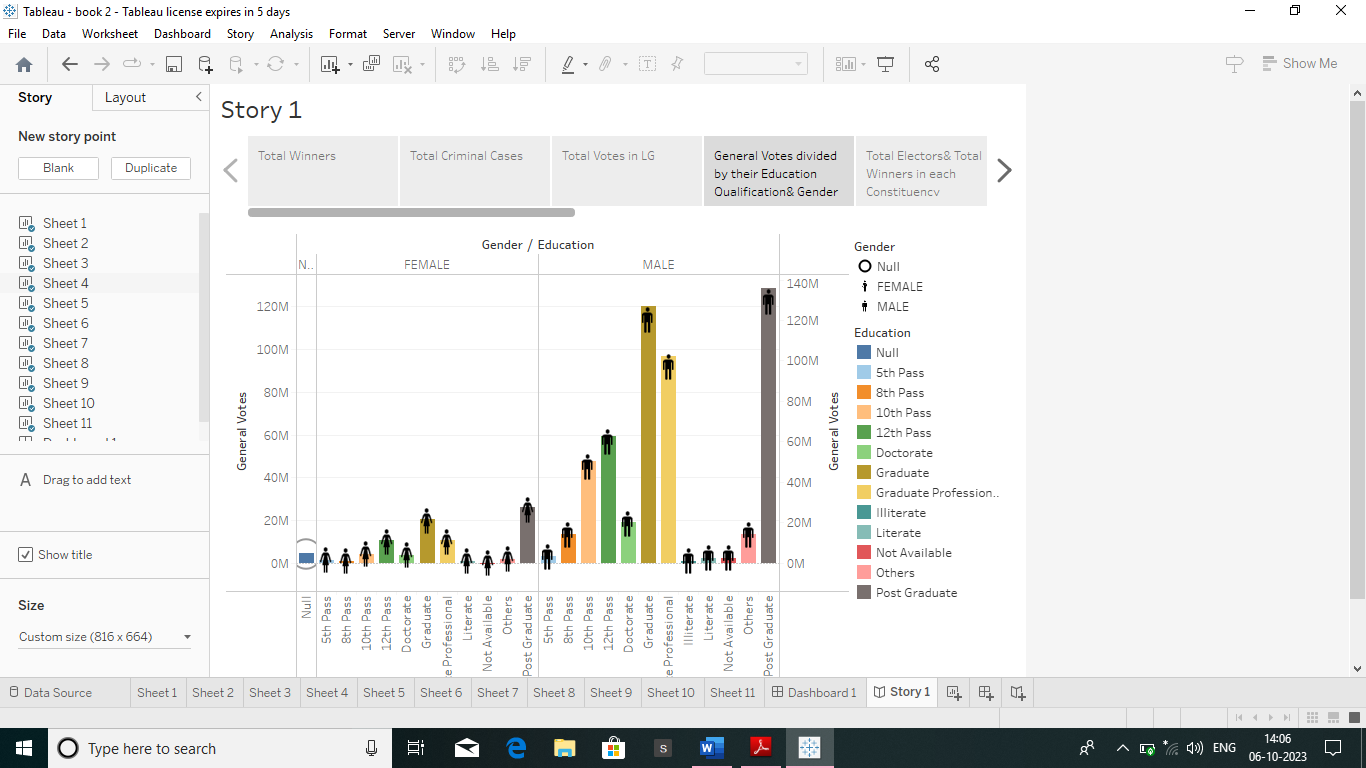 Tableau - book 2 - Tableau license expires in 5 days
File Data Worksheet Dashboard Story Analysis Format Server Window Help
Show Me
Story Layout
New story point
Blank Duplicate
Sheet 1
Sheet 2
Sheet 3
Sheet 4
Sheet 5
Sheet 6
Sheet 7
Sheet 8
Sheet 9
Sheet 10
Sheet 11
A Drag to add text
Show title
Size
Custom size (816 x 664)
Story 1
Total Winners
Total Criminal Cases
Total Votes in LG
General Votes divided
by their Education
Qualification& Gender
Total Electors& Total
Winners in each
Constituency
Gender / Education
N.. FEMALE MALE
General Votes
120M
100M
80M
60M
40M
20M
0M
140M
120M
100M
80M
60M
40M
20M
0M
General Votes
Null
5th Pass
8th Pass
10th Pass
12th Pass
Doctorate
Graduate
e Professional
Literate
Not Available
Others
Post Graduate
5th Pass
8th Pass
10th Pass
12th Pass
Doctorate
Graduate
e Professional
Illiterate
Literate
Not Available
Others
Post Graduate
Gender
Null
FEMALE
MALE
Education
Null
5th Pass
8th Pass
10th Pass
12th Pass
Doctorate
Graduate
Graduate Profession..
Illiterate
Literate
Not Available
Others
Post Graduate
Data Source Sheet 1 Sheet 2 Sheet 3 Sheet 4 Sheet 5 Sheet 6 Sheet 7 Sheet 8 Sheet 9 Sheet 10 Sheet 11 Dashboard 1 Story 1
Type here to search
S
ENG
14:06
06-10-2023